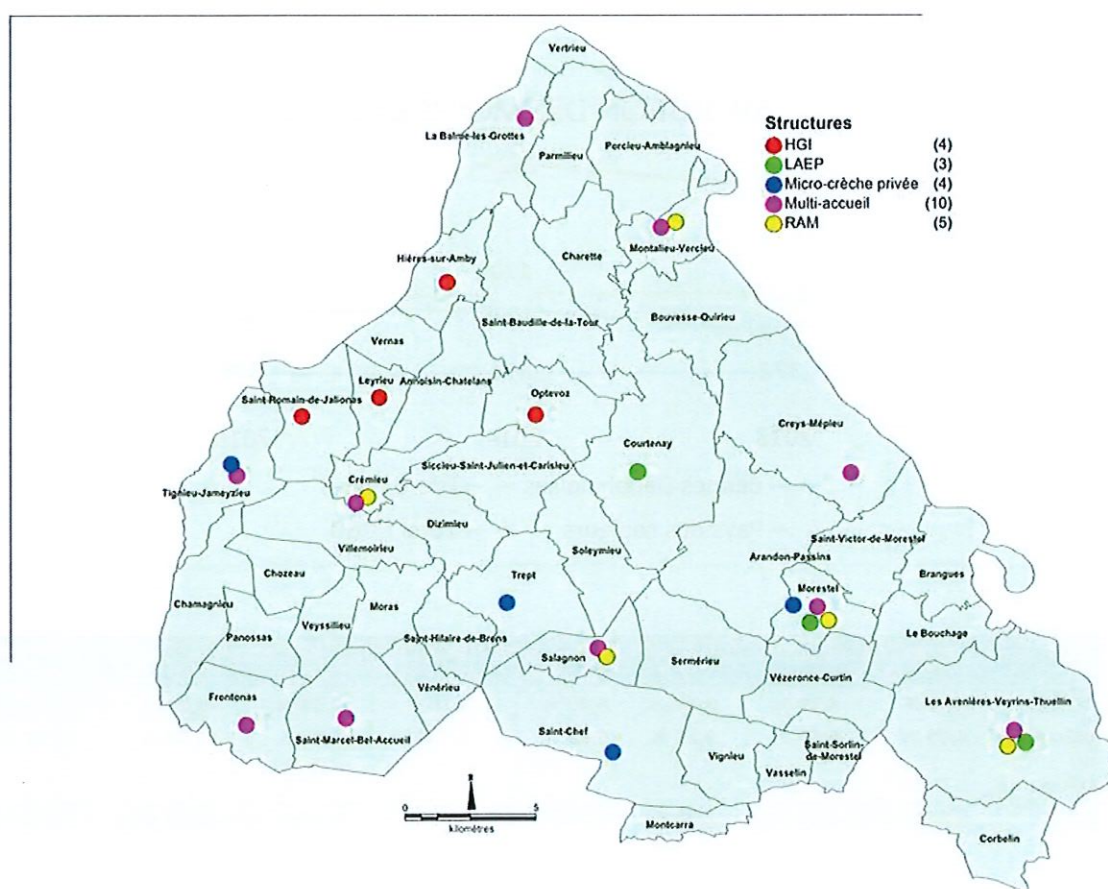 Vertrieu
La Balme-les-Grottes
Parmilieu
Porcieu-Amblagnieu
Structures
HGI (4)
LAEP (3)
Micro-crèche privée (4)
Multi-accueil (10)
RAM (5)
Montalieu-Vercieu
Hières-sur-Amby
Charette
Saint-Baudille-de-la-Tour
Bouvesse-Quirieu
Vernas
Leyrieu
Annoisin-Chatelans
Optevoz
Saint-Romain-de-Jalionas
Creys-Mépieu
Courtenay
Siccieu-Saint-Julien-et-Carisieu
Crémieu
Tignieu-Jameyzieu
Dizimieu
Saint-Victor-de-Morestel
Villemoirieu
Soleymieu
Arandon-Passins
Chozeau
Trept
Brangues
Morestel
Chamagnieu
Moras
Panossas
Veyssilieu
Saint-Hilaire-de-Brens
Le Bouchage
Salagnon
Sermérieu
Vézeronce-Curtin
Vénérieu
Frontonas
Les Avenières-Veyrins-Thuellin
Saint-Marcel-Bel-Accueil
Saint-Chef
Vignieu
Saint-Sorlin-
de-Morestel
Vasselin
0 5
kilomètres
Montcarra
Corbelin